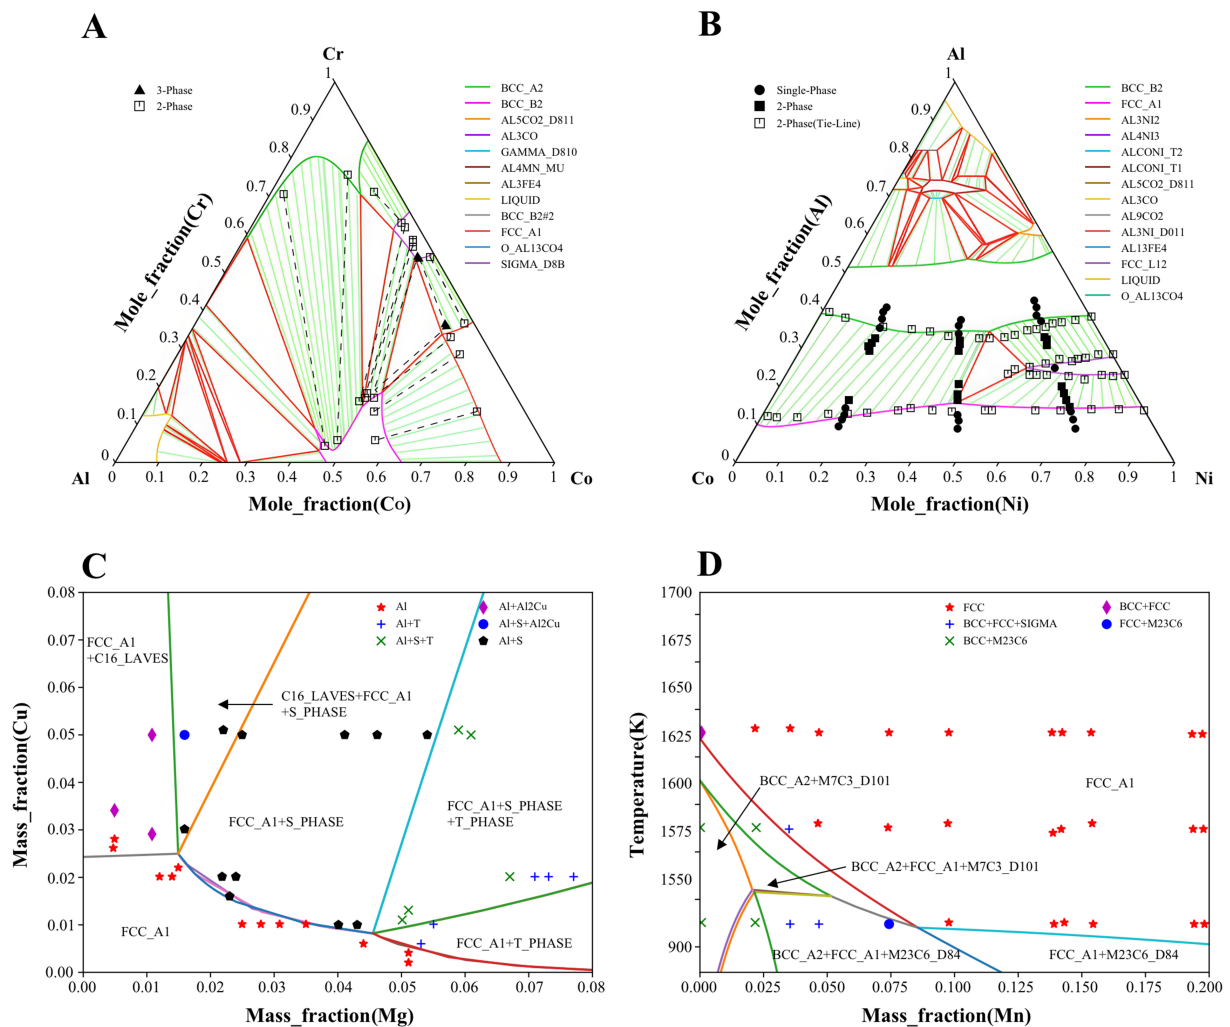 A
Cr
3-Phase
2-Phase
BCC_A2
BCC_B2
AL5CO2_D811
AL3CO
GAMMA_D810
AL4MN_MU
AL3FE4
LIQUID
BCC_B2#2
FCC_A1
O_AL13CO4
SIGMA_D8B
1
0.9
0.8
0.7
0.6
0.5
0.4
0.3
0.2
0.1
0
Mole_fraction(Cr)
Al
0 0.1 0.2 0.3 0.4 0.5 0.6 0.7 0.8 0.9 1
Co
Mole_fraction(Co)
B
Al
Single-Phase
2-Phase
2-Phase(Tie-Line)
BCC_B2
FCC_A1
AL3NI2
AL4NI3
ALCONI_T2
ALCONI_T1
AL5CO2_D811
AL3CO
AL9CO2
AL3NI_D011
AL13FE4
FCC_L12
LIQUID
O_AL13CO4
1
0.9
0.8
0.7
0.6
0.5
0.4
0.3
0.2
0.1
0
Mole_fraction(Al)
Co
0 0.1 0.2 0.3 0.4 0.5 0.6 0.7 0.8 0.9 1
Ni
Mole_fraction(Ni)
C
0.08
0.07
0.06
0.05
0.04
0.03
0.02
0.01
0.00
Mass_fraction(Cu)
Al
Al+T
Al+S+T
Al+Al2Cu
Al+S+Al2Cu
Al+S
FCC_A1
+C16_LAVES
C16_LAVES+FCC_A1
+S_PHASE
FCC_A1+S_PHASE
FCC_A1+S_PHASE
+T_PHASE
FCC_A1
FCC_A1+T_PHASE
0.00 0.01 0.02 0.03 0.04 0.05 0.06 0.07 0.08
Mass_fraction(Mg)
D
1700
1675
1650
1625
1600
1575
1550
900
Temperature(K)
FCC
BCC+FCC+SIGMA
BCC+M23C6
BCC+FCC
FCC+M23C6
BCC_A2+M7C3_D101
FCC_A1
BCC_A2+FCC_A1+M7C3_D101
BCC_A2+FCC_A1+M23C6_D84
FCC_A1+M23C6_D84
0.000 0.025 0.050 0.075 0.100 0.125 0.150 0.175 0.200
Mass_fraction(Mn)